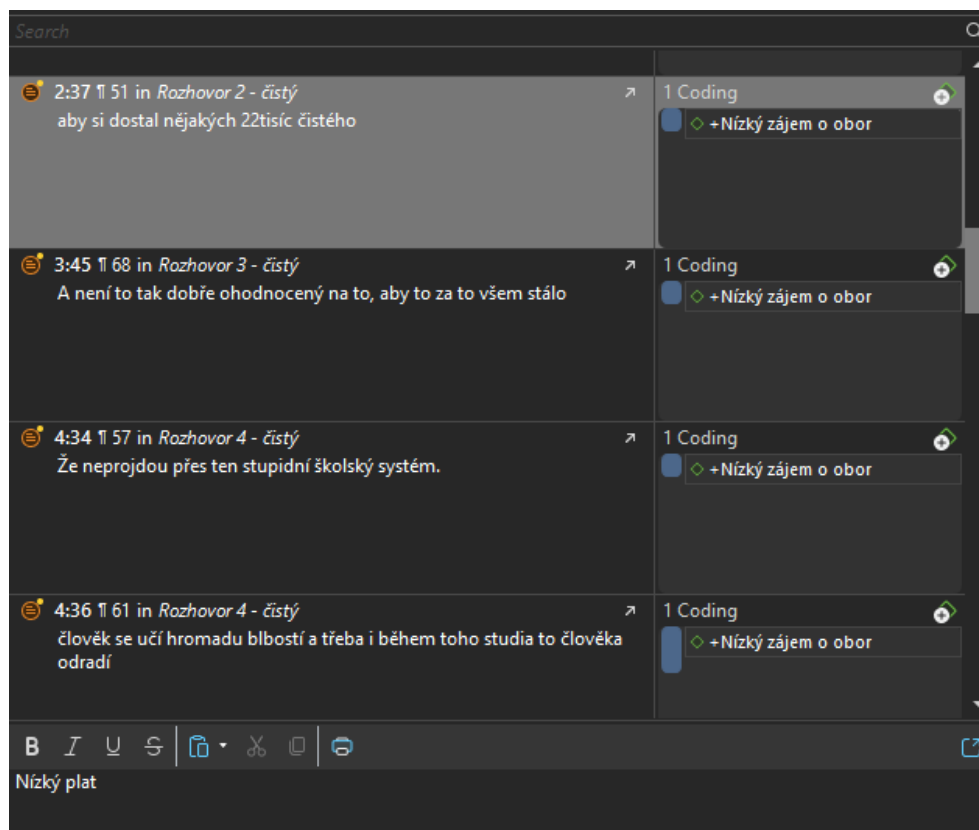 Search
2:37 ¶ 51 in Rozhovor 2 - čistý
1 Coding
aby si dostal nějakých 22tisíc čistého
+Nízký zájem o obor
3:45 ¶ 68 in Rozhovor 3 - čistý
1 Coding
A není to tak dobře ohodnocený na to, aby to za to všem stálo
+Nízký zájem o obor
4:34 ¶ 57 in Rozhovor 4 - čistý
1 Coding
Že neprojdou přes ten stupidní školský systém.
+Nízký zájem o obor
4:36 ¶ 61 in Rozhovor 4 - čistý
1 Coding
člověk se učí hromadu blbostí a třeba i během toho studia to člověka
odradí
+Nízký zájem o obor
B I U S
Nízký plat